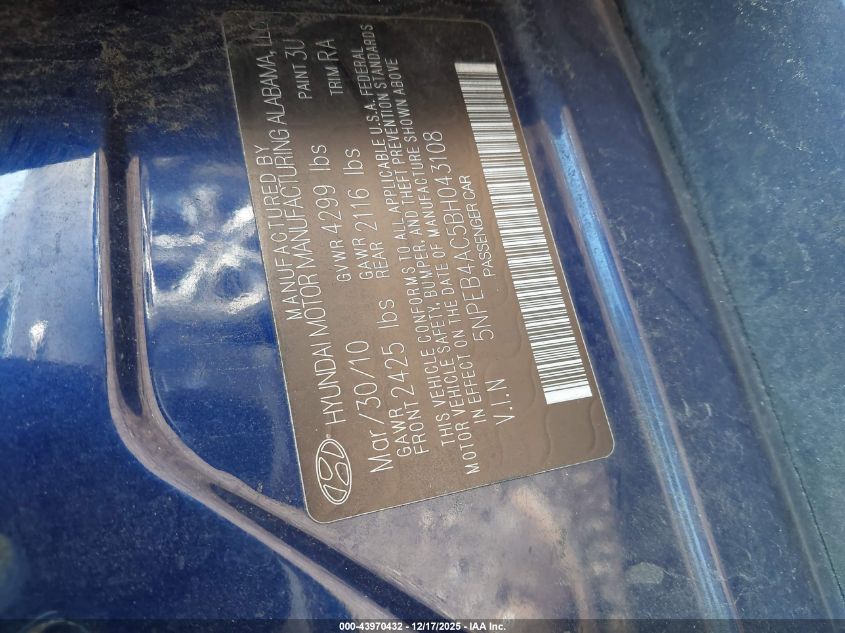 MANUFACTURED BY
HYUNDAI MOTOR MANUFACTURING ALABAMA, LLC
Mar/30/10 GVWR 4299 lbs PAINT 3U
GAWR FRONT 2425 lbs GAWR REAR 2116 lbs TRIM RA
THIS VEHICLE CONFORMS TO ALL APPLICABLE U.S.A. FEDERAL
MOTOR VEHICLE SAFETY, BUMPER, AND THEFT PREVENTION STANDARDS
IN EFFECT ON THE DATE OF MANUFACTURE SHOWN ABOVE
V.I.N 5NPEB4AC5BH043108
PASSENGER CAR
000-43970432 - 12/17/2025 - IAA Inc.